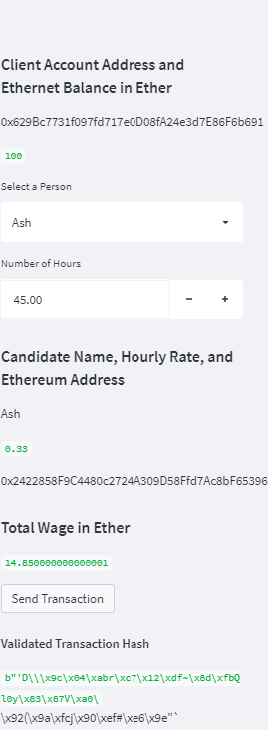 Client Account Address and
Ethernet Balance in Ether
0x629Bc7731f097fd717e0D08fA24e3d7E86F6b691
100
Select a Person
Ash
Number of Hours
45.00
Candidate Name, Hourly Rate, and
Ethereum Address
Ash
0.33
0x2422858F9C4480c2724A309D58Ffd7Ac8bF65396
Total Wage in Ether
14.850000000000001
Send Transaction
Validated Transaction Hash
b"'D\\\x9c\x04\xabr\xc7\x12\xdf~\x8d\xfbQ
l0y\x83\x87V\xa0\
\x92(\x9a\xfcj\x90\xef#\xe6\x9e"`